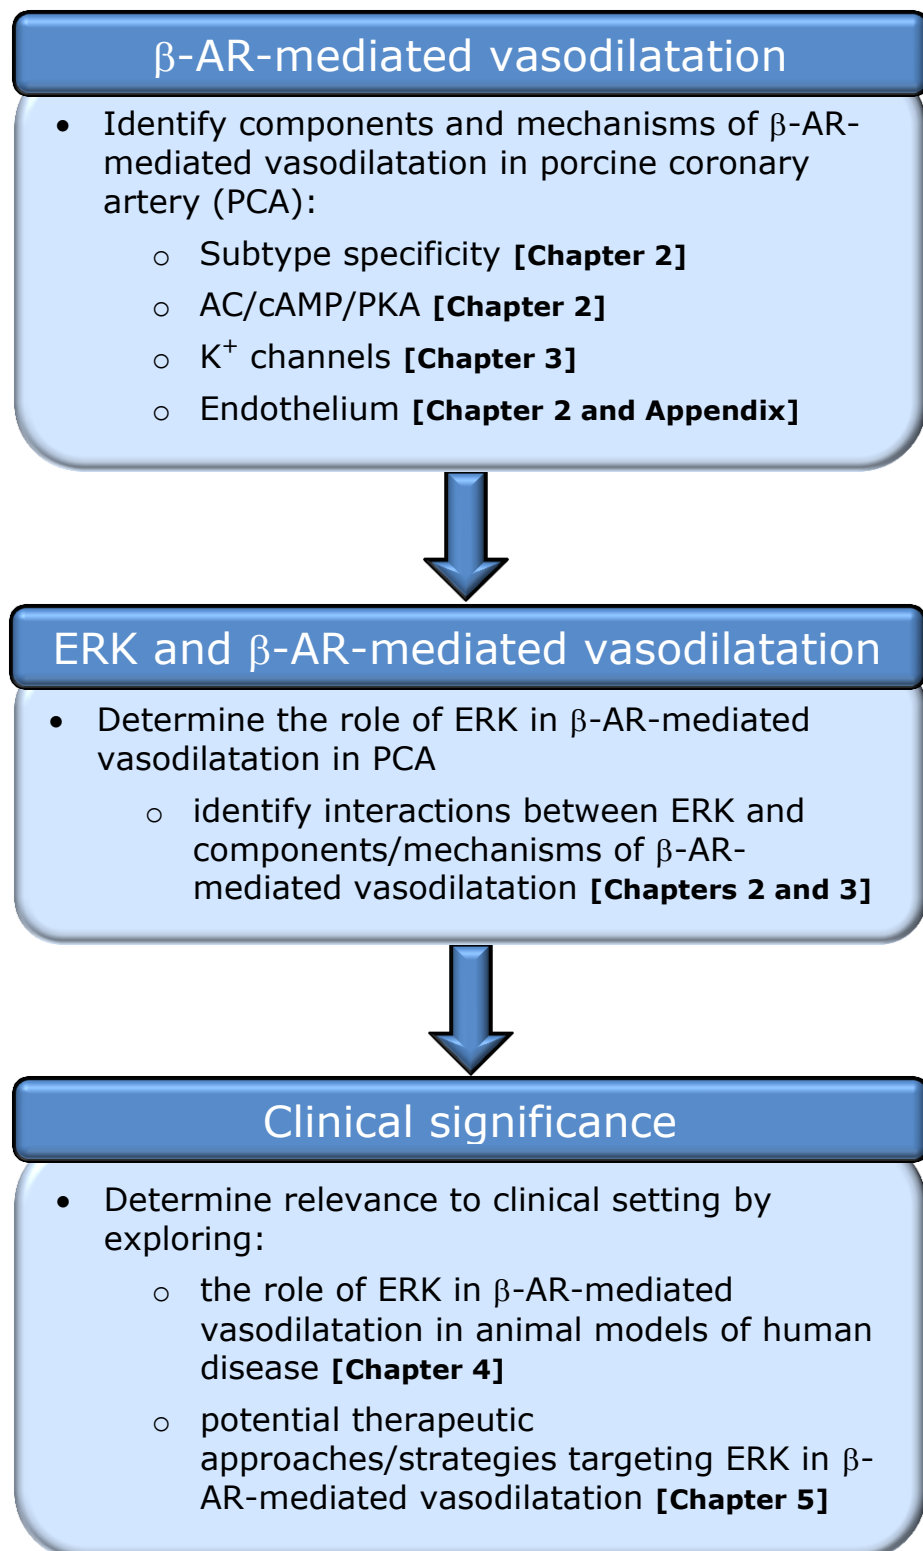 β-AR-mediated vasodilatation
• Identify components and mechanisms of β-AR-
mediated vasodilatation in porcine coronary
artery (PCA):
o Subtype specificity [Chapter 2]
o AC/cAMP/PKA [Chapter 2]
o K⁺ channels [Chapter 3]
o Endothelium [Chapter 2 and Appendix]
ERK and β-AR-mediated vasodilatation
• Determine the role of ERK in β-AR-mediated
vasodilatation in PCA
o identify interactions between ERK and
components/mechanisms of β-AR-
mediated vasodilatation [Chapters 2 and 3]
Clinical significance
• Determine relevance to clinical setting by
exploring:
o the role of ERK in β-AR-mediated
vasodilatation in animal models of human
disease [Chapter 4]
o potential therapeutic
approaches/strategies targeting ERK in β-
AR-mediated vasodilatation [Chapter 5]